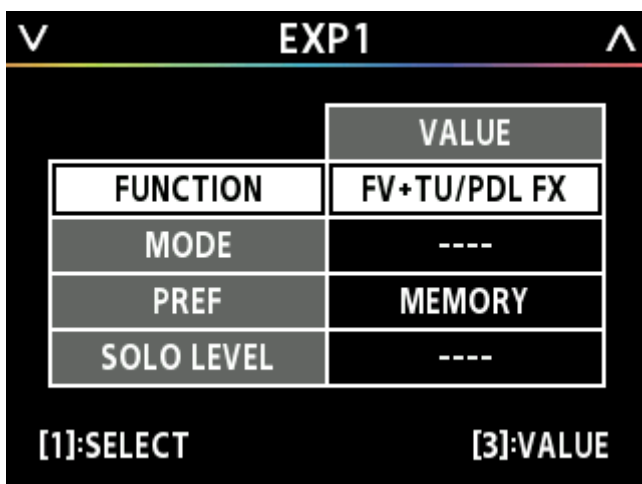 ∨ EXP1 ∧
VALUE
FUNCTION FV+TU/PDL FX
MODE ----
PREF MEMORY
SOLO LEVEL ----
[1]:SELECT [3]:VALUE